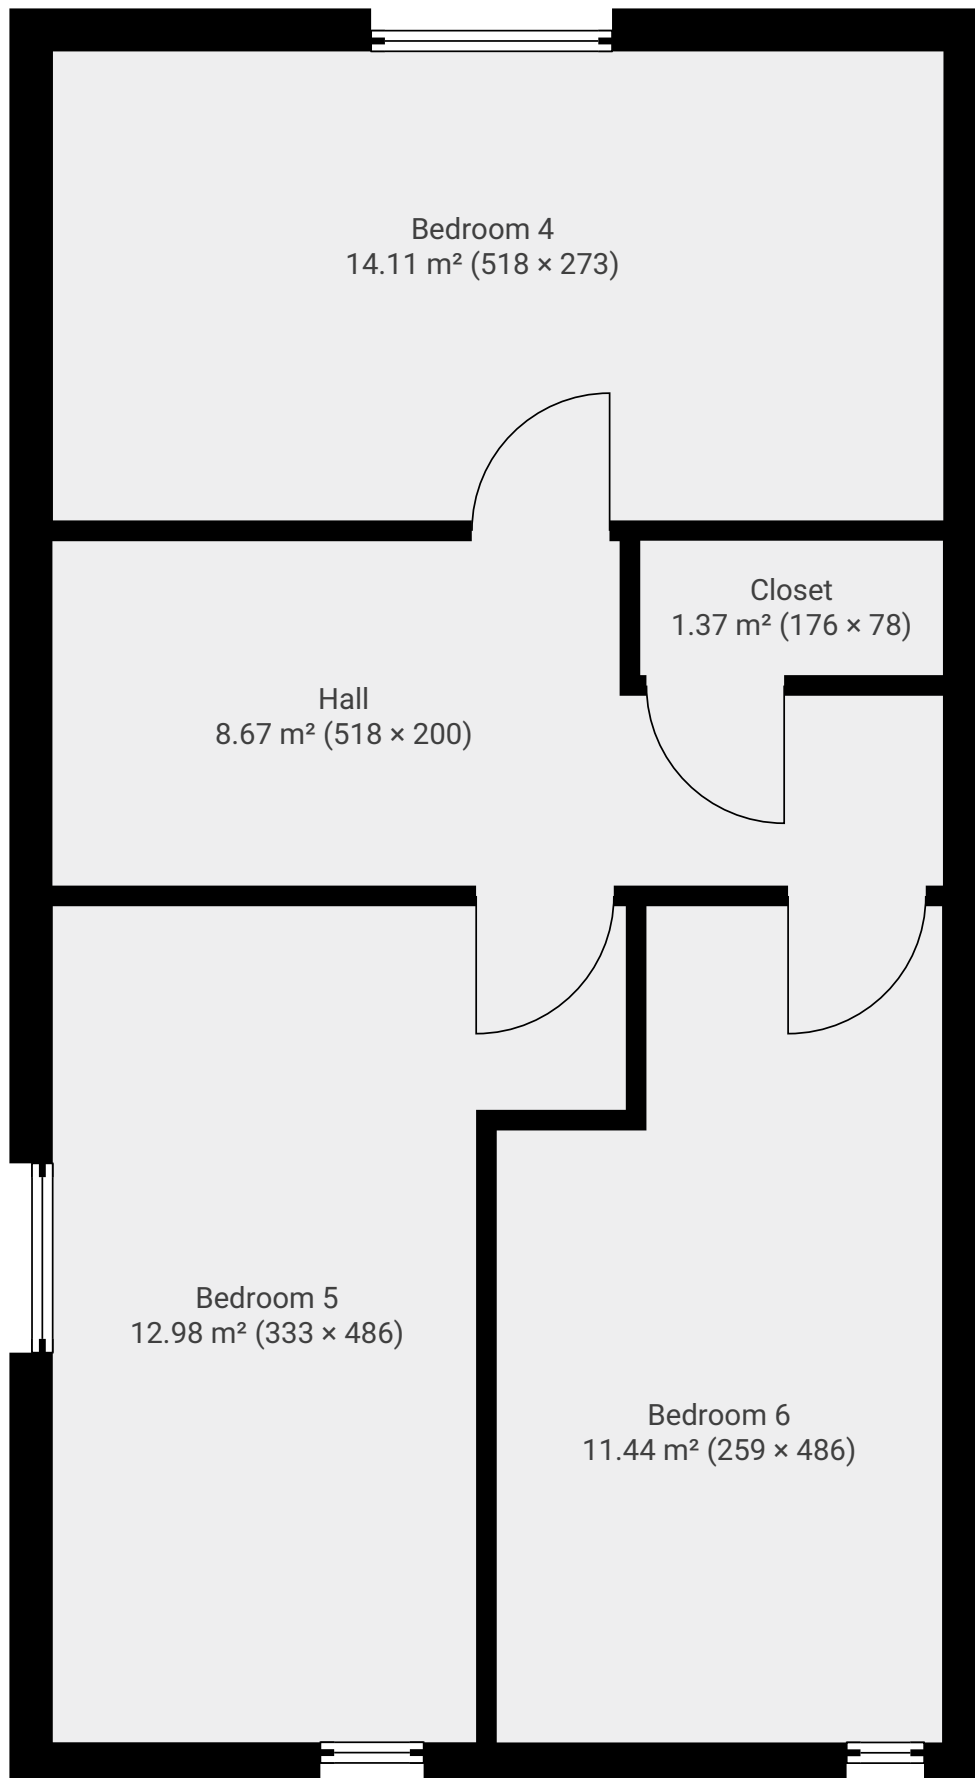 Bedroom 4
14.11 m² (518 × 273)
Closet
1.37 m² (176 × 78)
Hall
8.67 m² (518 × 200)
Bedroom 5
12.98 m² (333 × 486)
Bedroom 6
11.44 m² (259 × 486)